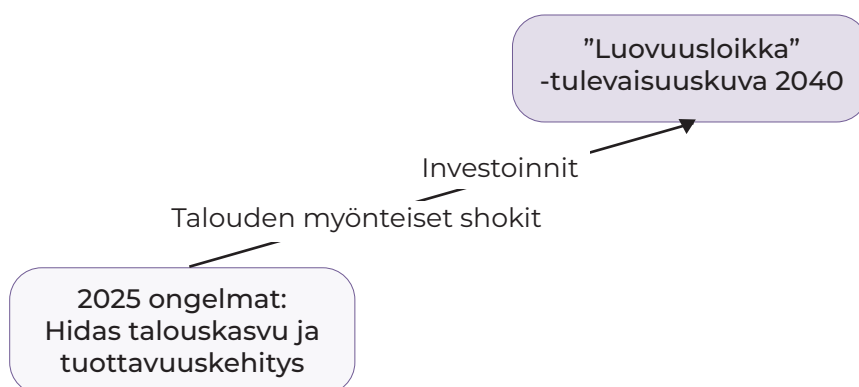 ”Luovuusloikka”
-tulevaisuuskuva 2040
Investoinnit
Talouden myönteiset shokit
2025 ongelmat:
Hidas talouskasvu ja
tuottavuuskehitys